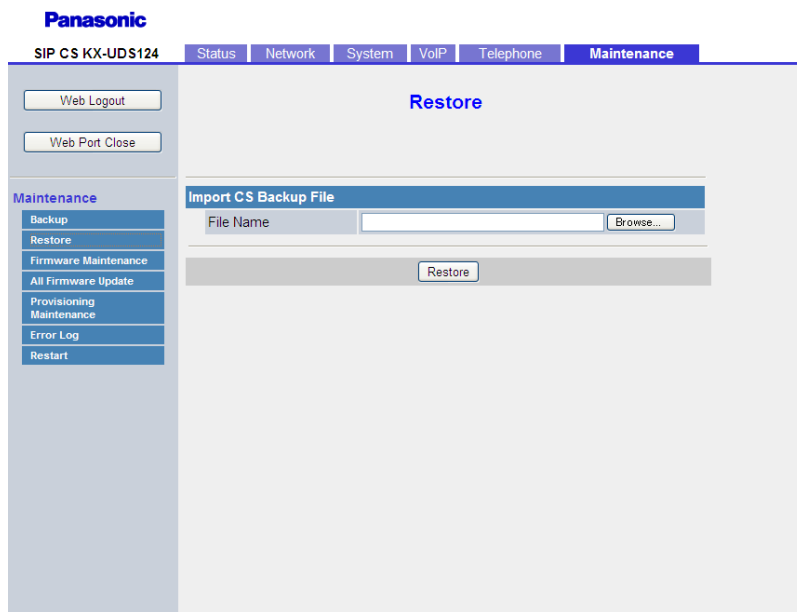 Panasonic
SIP CS KX-UDS124
Status Network System VoIP Telephone Maintenance
Web Logout
Web Port Close
Restore
Maintenance
Backup
Restore
Firmware Maintenance
All Firmware Update
Provisioning
Maintenance
Error Log
Restart
Import CS Backup File
File Name Browse...
Restore